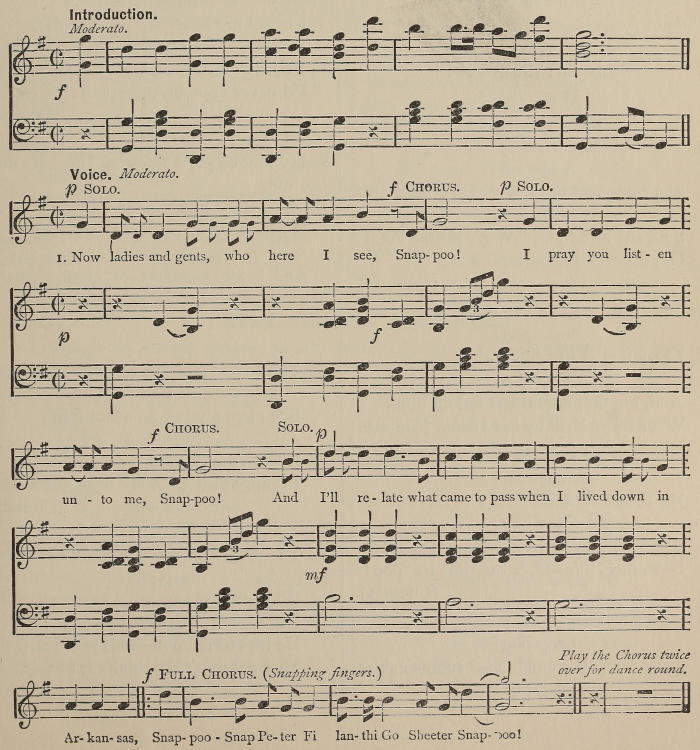 Introduction.
Moderato.
f
Voice. Moderato.
p SOLO. f CHORUS. p SOLO.
1. Now ladies and gents, who here I see, Snap-poo! I pray you list-en
p f
f CHORUS. SOLO. p
un-to me, Snap-poo! And I'll re-late what came to pass when I lived down in
3
mf
Play the Chorus twice
over for dance round.
f FULL CHORUS. (Snapping fingers.)
Ar-kan-sas, Snap-poo-Snap Pe-ter Fi lan-thi Go Sheeter Snap-poo!